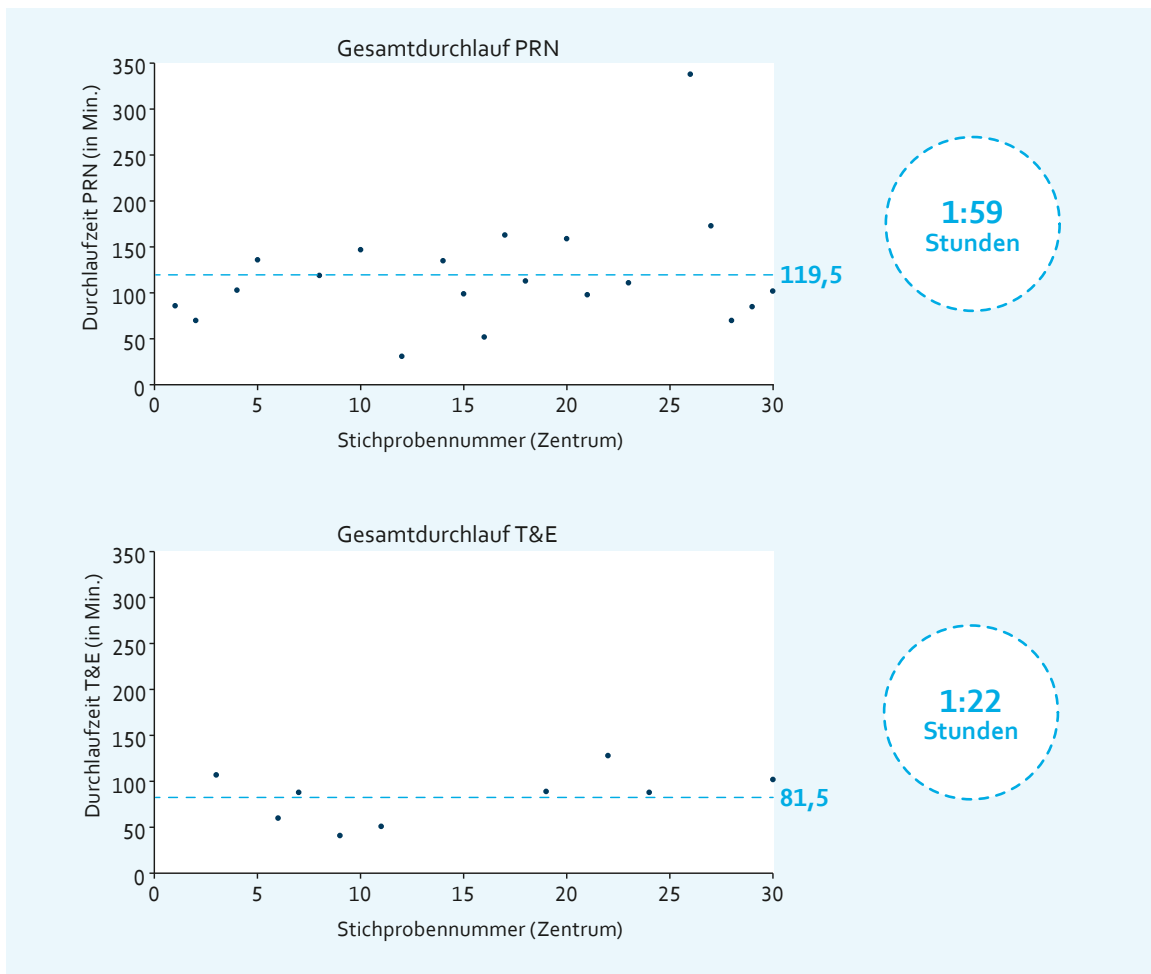 Gesamtdurchlauf PRN
Durchlaufzeit PRN (in Min.)
350
300
250
200
150
100
50
0
0 5 10 15 20 25 30
Stichprobennummer (Zentrum)
119,5
1:59
Stunden
Gesamtdurchlauf T&E
Durchlaufzeit T&E (in Min.)
350
300
250
200
150
100
50
0
0 5 10 15 20 25 30
Stichprobennummer (Zentrum)
81,5
1:22
Stunden